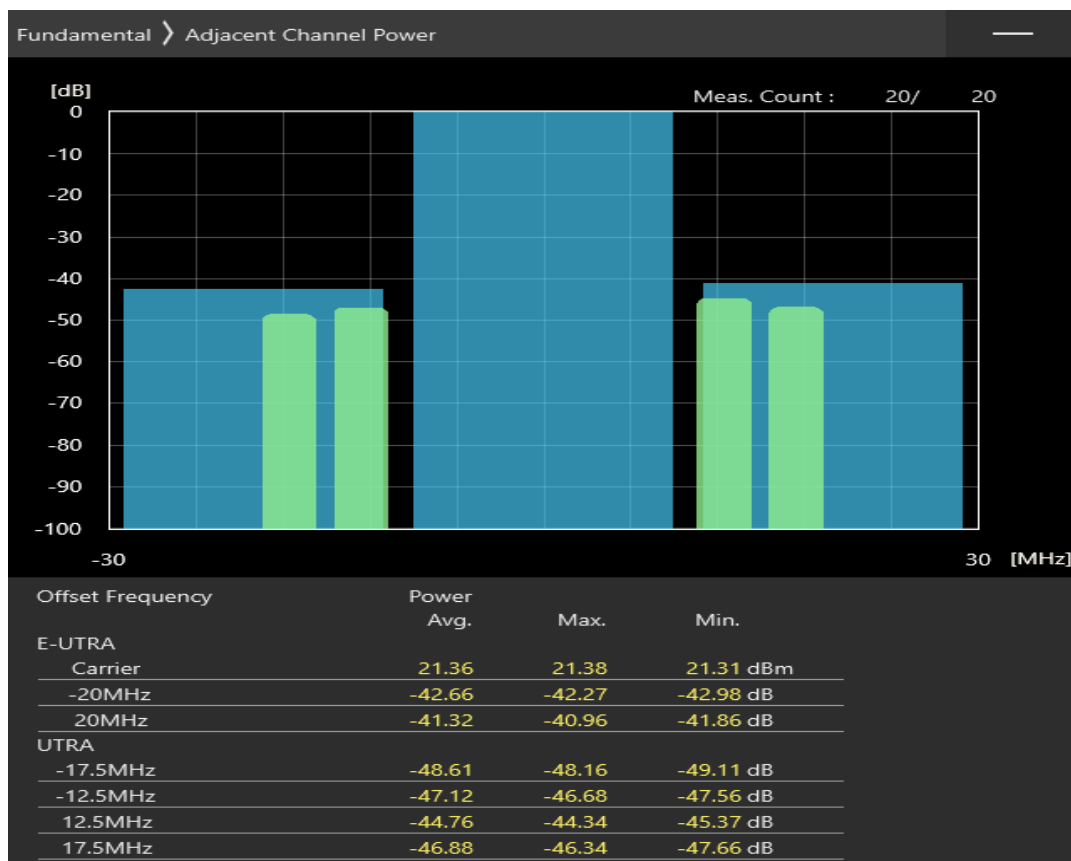 Fundamental ❯ Adjacent Channel Power
[dB]
Meas. Count : 20/ 20
0
-10
-20
-30
-40
-50
-60
-70
-80
-90
-100
-30 30 [MHz]
Offset Frequency Power
Avg. Max. Min.
E-UTRA
Carrier 21.36 21.38 21.31 dBm
-20MHz -42.66 -42.27 -42.98 dB
20MHz -41.32 -40.96 -41.86 dB
UTRA
-17.5MHz -48.61 -48.16 -49.11 dB
-12.5MHz -47.12 -46.68 -47.56 dB
12.5MHz -44.76 -44.34 -45.37 dB
17.5MHz -46.88 -46.34 -47.66 dB